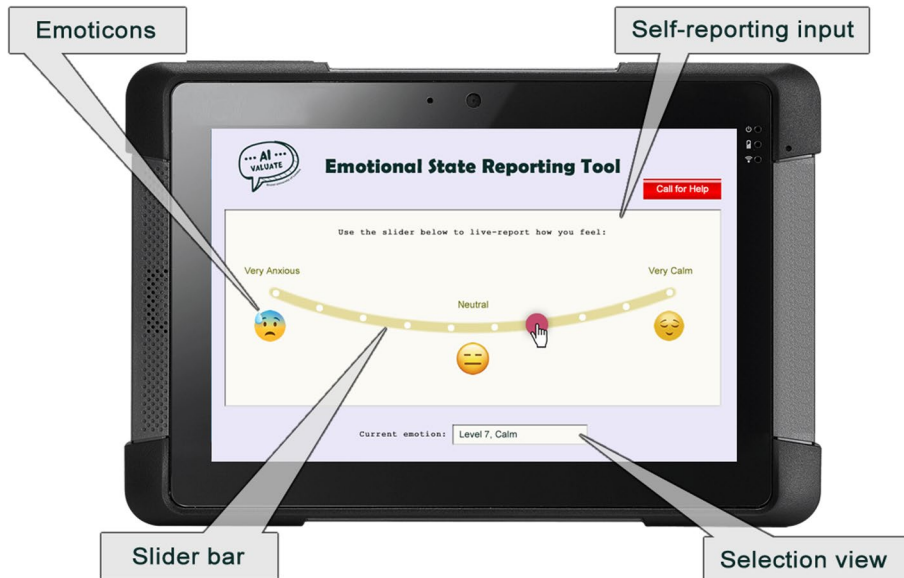 Emoticons
Self-reporting input
AI
VALUATE
Emotional State Reporting Tool
Call for Help
Use the slider below to live-report how you feel:
Very Anxious
Very Calm
Neutral
Current emotion:
Level 7, Calm
Slider bar
Selection view